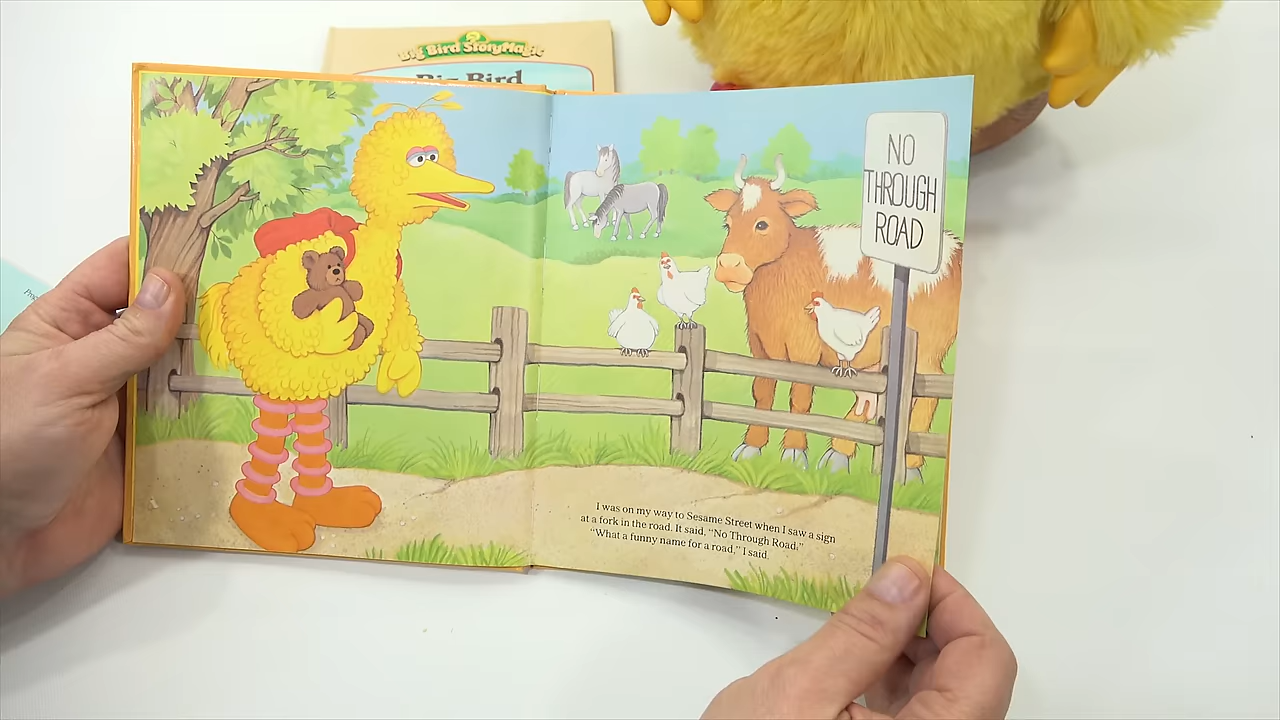 Big Bird StoryMagic
Big Bird
NO
THROUGH
ROAD
I was on my way to Sesame Street when I saw a sign
at a fork in the road. It said, “No Through Road.”
“What a funny name for a road,” I said.